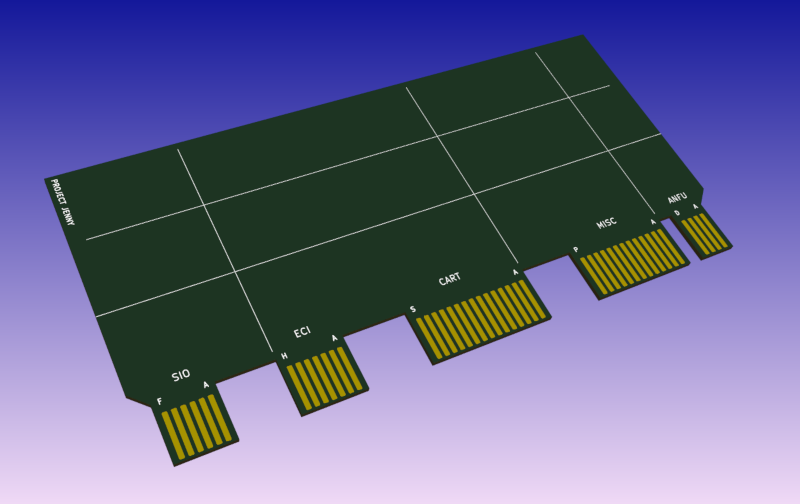 PROJECT JENNY
SIO
F A
ECI
H A
CART
S A
MISC
P A
ANFU
D A